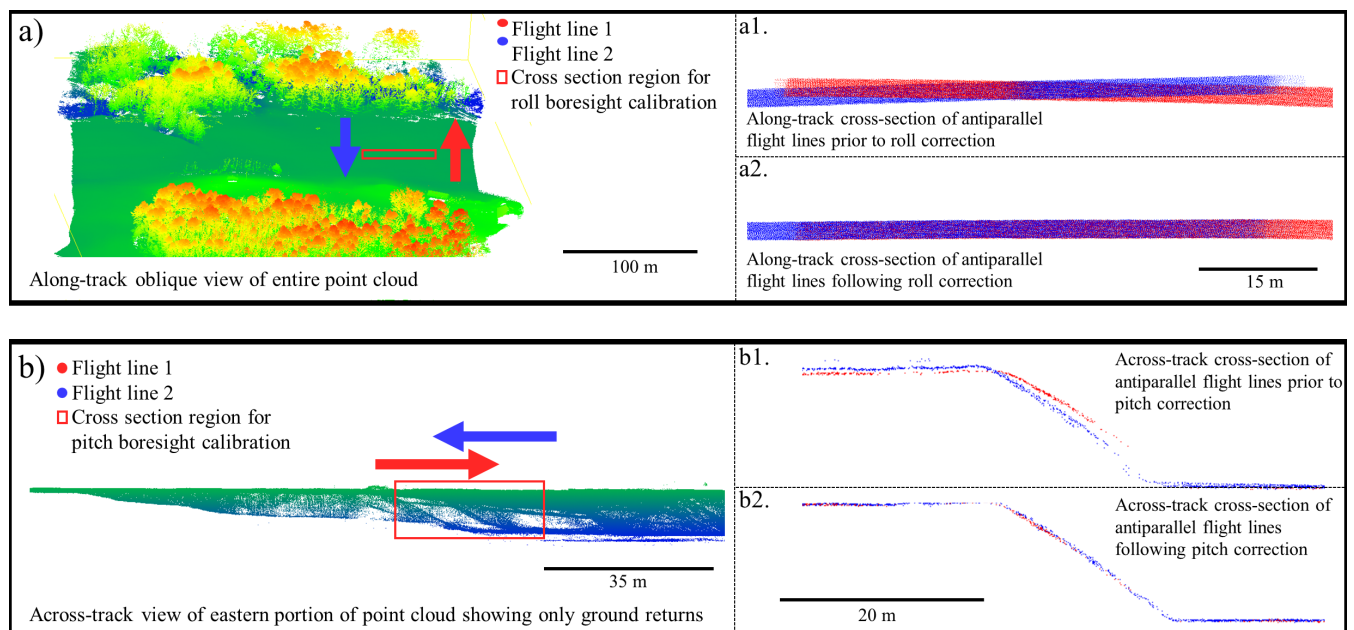 a)
Flight line 1
Flight line 2
Cross section region for
roll boresight calibration
100 m
Along-track oblique view of entire point cloud
a1.
Along-track cross-section of antiparallel
flight lines prior to roll correction
a2.
Along-track cross-section of antiparallel
flight lines following roll correction
15 m
b)
Flight line 1
Flight line 2
Cross section region for
pitch boresight calibration
35 m
Across-track view of eastern portion of point cloud showing only ground returns
b1.
Across-track cross-section of
antiparallel flight lines prior to
pitch correction
b2.
Across-track cross-section of
antiparallel flight lines
following pitch correction
20 m